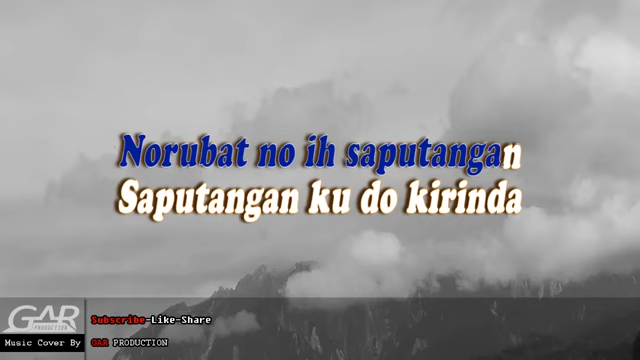 Norubat no ih saputangan
Saputangan ku do kirinda
GAR
PRODUCTION
Subscribe-Like-Share
Music Cover By
GAR PRODUCTION